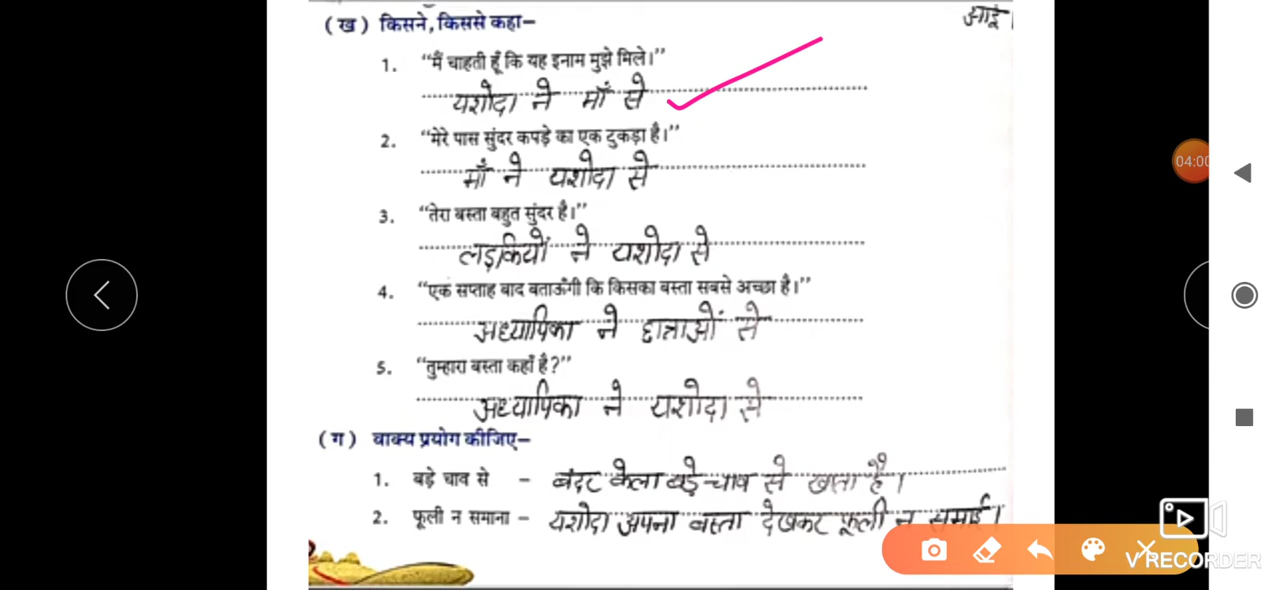 (ख) किसने, किससे कहा–
आई।
1. "मैं चाहती हूँ कि यह इनाम मुझे मिले।"
यशोदा ने माँ से
2. "मेरे पास सुंदर कपड़े का एक टुकड़ा है।"
माँ ने यशोदा से
04:00
3. "तेरा बस्ता बहुत सुंदर है।"
लड़कियों ने यशोदा से
4. "एक सप्ताह बाद बताऊँगी कि किसका बस्ता सबसे अच्छा है।"
अध्यापिका ने छात्राओं से
5. "तुम्हारा बस्ता कहाँ है?"
अध्यापिका ने यशोदा से
(ग) वाक्य प्रयोग कीजिए–
1. बड़े चाव से – बंदर केला बड़े चाव से खाता है।
2. फूली न समाना – यशोदा अपना बस्ता देखकर फूली न समाई।
V RECORDER